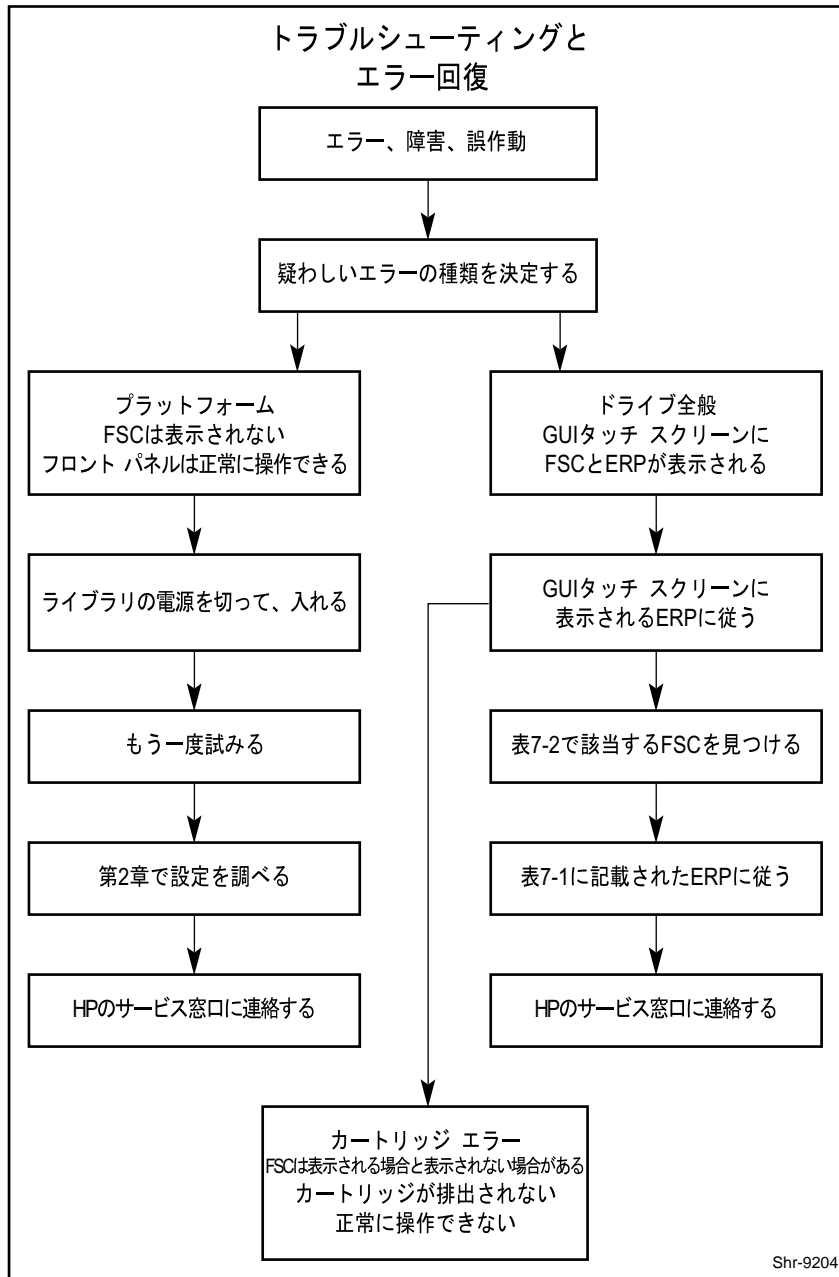 トラブルシューティングと
エラー回復
エラー、障害、誤作動
疑わしいエラーの種類を決定する
プラットフォーム
FSCは表示されない
フロント パネルは正常に操作できる
ライブラリの電源を切って、入れる
もう一度試みる
第2章で設定を調べる
HPのサービス窓口に連絡する
ドライブ全般
GUIタッチ スクリーンに
FSCとERPが表示される
GUIタッチ スクリーンに
表示されるERPに従う
表7-2で該当するFSCを見つける
表7-1に記載されたERPに従う
HPのサービス窓口に連絡する
カートリッジ エラー
FSCは表示される場合と表示されない場合がある
カートリッジが排出されない
正常に操作できない
Shr-9204